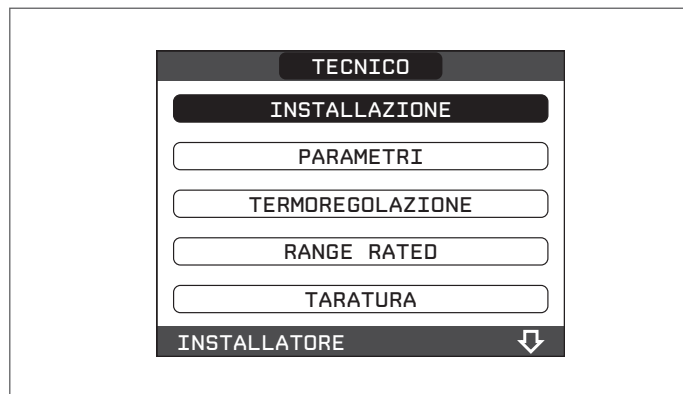 TECNICO
INSTALLAZIONE
PARAMETRI
TERMOREGOLAZIONE
RANGE RATED
TARATURA
INSTALLATORE